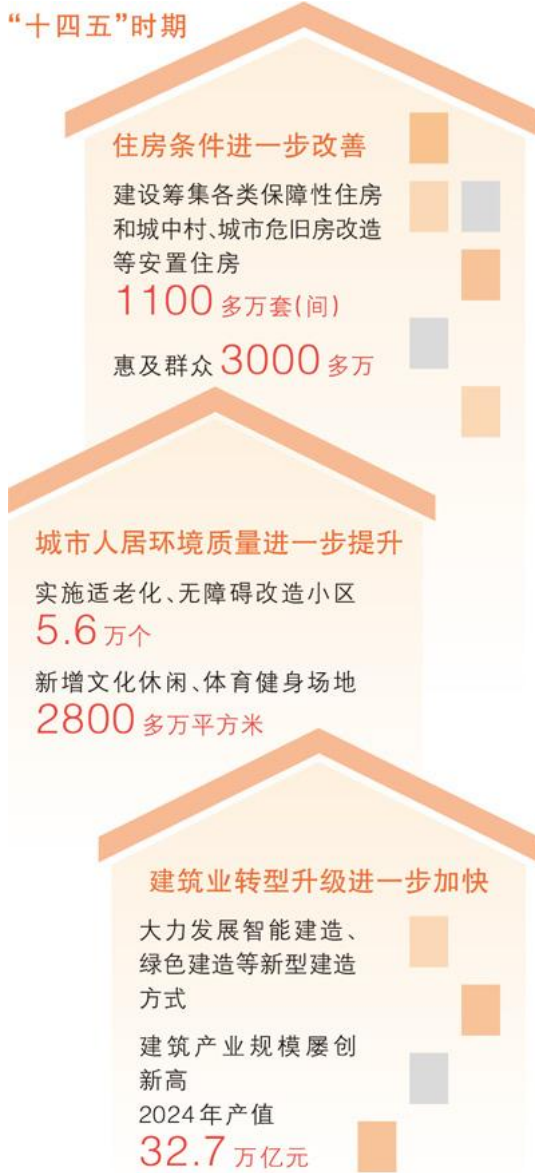 “十四五”时期
住房条件进一步改善
建设筹集各类保障性住房
和城中村、城市危旧房改造
等安置住房
1100多万套(间)
惠及群众3000多万
城市人居环境质量进一步提升
实施适老化、无障碍改造小区
5.6万个
新增文化休闲、体育健身场地
2800多万平方米
建筑业转型升级进一步加快
大力发展智能建造、
绿色建造等新型建造
方式
建筑产业规模屡创
新高
2024年产值
32.7万亿元